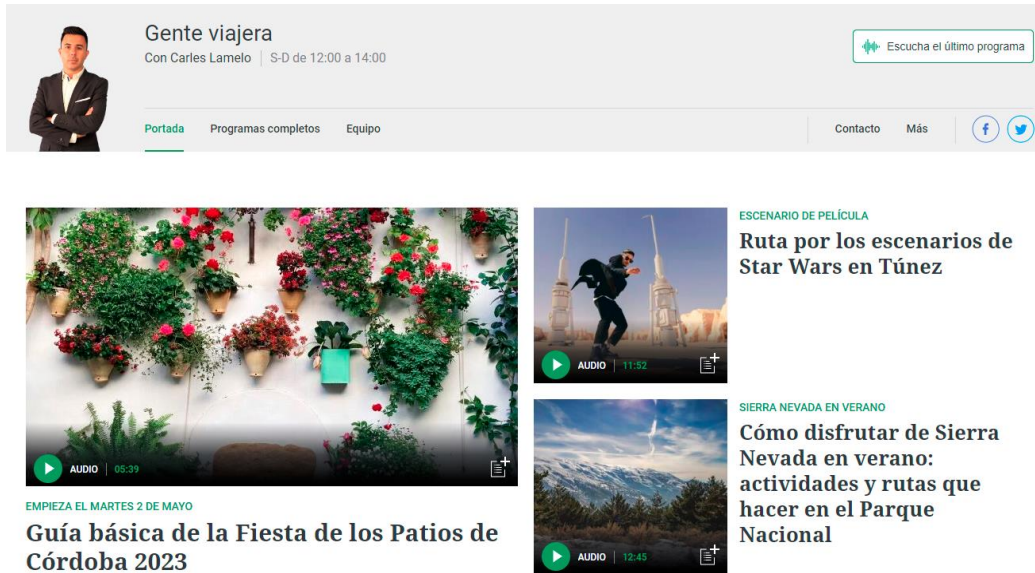 Gente viajera
Con Carles Lamelo | S-D de 12:00 a 14:00
Escucha el último programa
Portada Programas completos Equipo
Contacto Más
AUDIO | 05:39
EMPIEZA EL MARTES 2 DE MAYO
Guía básica de la Fiesta de los Patios de
Córdoba 2023
AUDIO | 11:52
ESCENARIO DE PELÍCULA
Ruta por los escenarios de
Star Wars en Túnez
AUDIO | 12:45
SIERRA NEVADA EN VERANO
Cómo disfrutar de Sierra
Nevada en verano:
actividades y rutas que
hacer en el Parque
Nacional